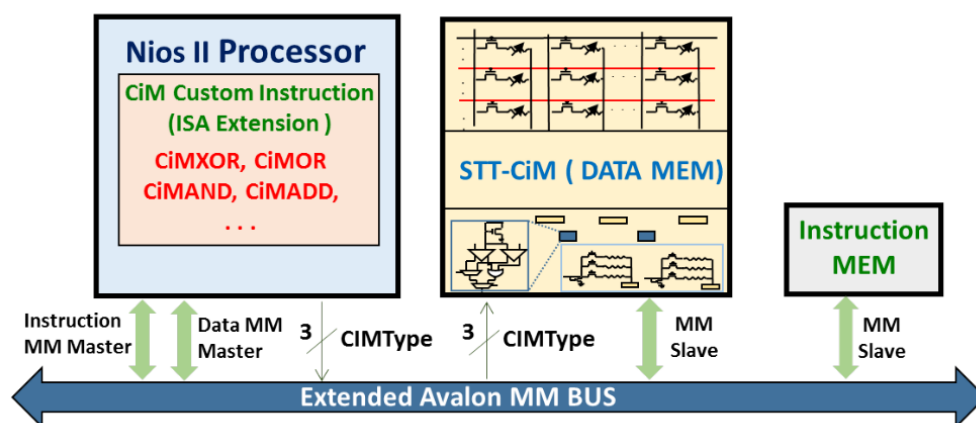 Nios II Processor
CiM Custom Instruction
(ISA Extension )
CiMXOR, CiMOR
CiMAND, CiMADD,
. . .
STT-CiM ( DATA MEM)
Instruction
MEM
Instruction
MM Master
Data MM
Master
3
CIMType
3
CIMType
MM
Slave
MM
Slave
Extended Avalon MM BUS